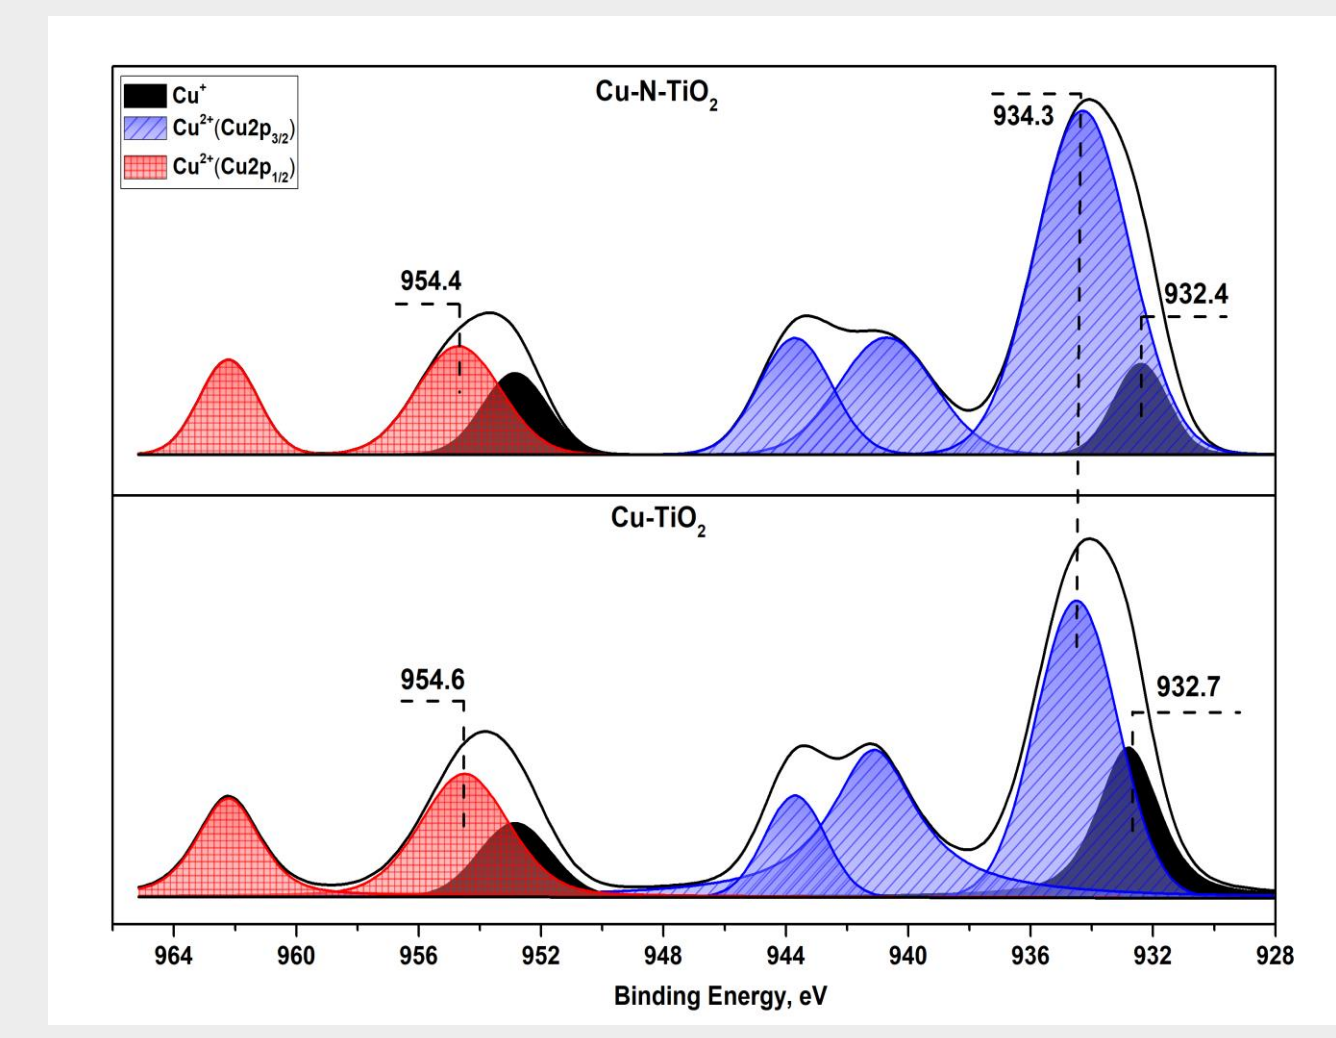 Cu-N-TiO₂
Cu⁺
Cu²⁺(Cu2p₃/₂)
Cu²⁺(Cu2p₁/₂)
934.3
954.4
932.4
Cu-TiO₂
954.6
932.7
964 960 956 952 948 944 940 936 932 928
Binding Energy, eV